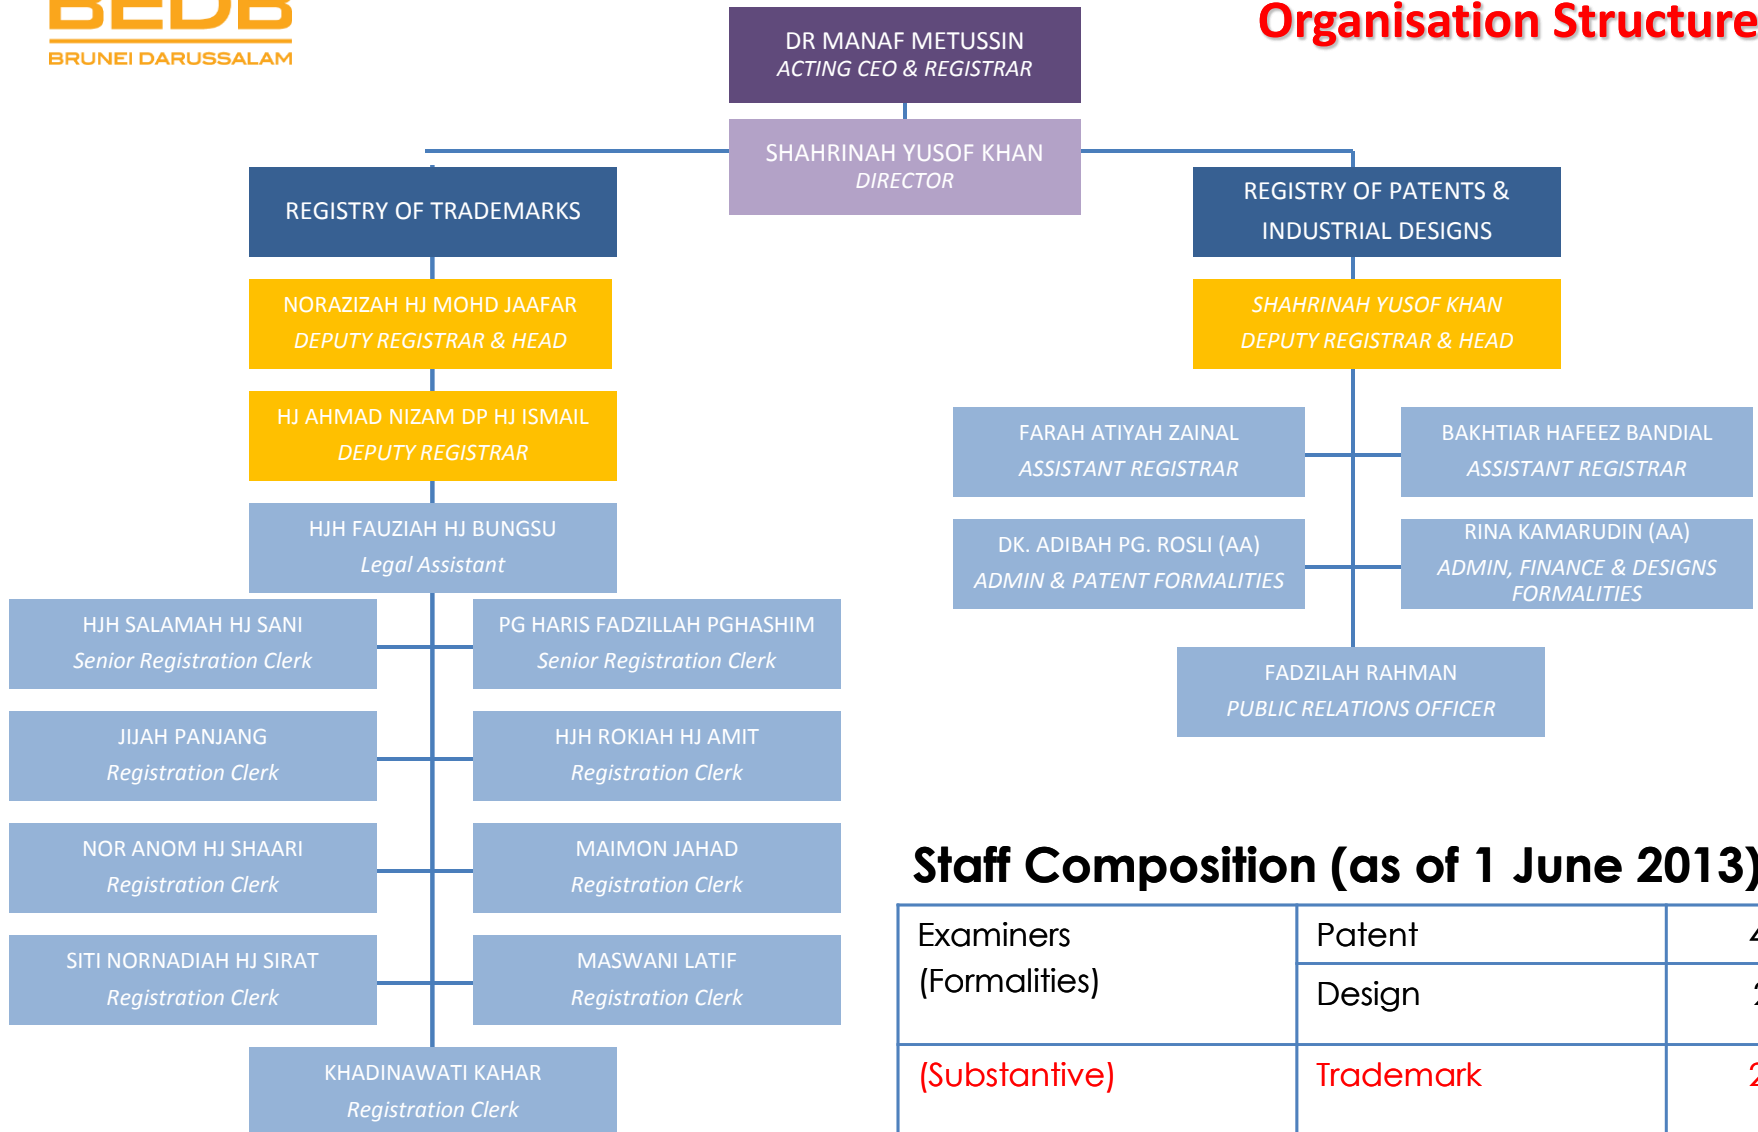 BEDB
BRUNEI DARUSSALAM
Organisation Structure
DR MANAF METUSSIN
ACTING CEO & REGISTRAR
SHAHRINAH YUSOF KHAN
DIRECTOR
REGISTRY OF TRADEMARKS
NORAZIZAH HJ MOHD JAAFAR
DEPUTY REGISTRAR & HEAD
HJ AHMAD NIZAM DP HJ ISMAIL
DEPUTY REGISTRAR
HJH FAUZIAH HJ BUNGSU
Legal Assistant
HJH SALAMAH HJ SANI
Senior Registration Clerk
PG HARIS FADZILLAH PGHASHIM
Senior Registration Clerk
JIJAH PANJANG
Registration Clerk
HJH ROKIAH HJ AMIT
Registration Clerk
NOR ANOM HJ SHAARI
Registration Clerk
MAIMON JAHAD
Registration Clerk
SITI NORNADIAH HJ SIRAT
Registration Clerk
MASWANI LATIF
Registration Clerk
KHADINAWATI KAHAR
Registration Clerk
REGISTRY OF PATENTS &
INDUSTRIAL DESIGNS
SHAHRINAH YUSOF KHAN
DEPUTY REGISTRAR & HEAD
FARAH ATIYAH ZAINAL
ASSISTANT REGISTRAR
BAKHTIAR HAFEEZ BANDIAL
ASSISTANT REGISTRAR
DK. ADIBAH PG. ROSLI (AA)
ADMIN & PATENT FORMALITIES
RINA KAMARUDIN (AA)
ADMIN, FINANCE & DESIGNS
FORMALITIES
FADZILAH RAHMAN
PUBLIC RELATIONS OFFICER
Staff Composition (as of 1 June 2013)
Examiners
(Formalities)
Patent
4
Design
2
(Substantive)
Trademark
2